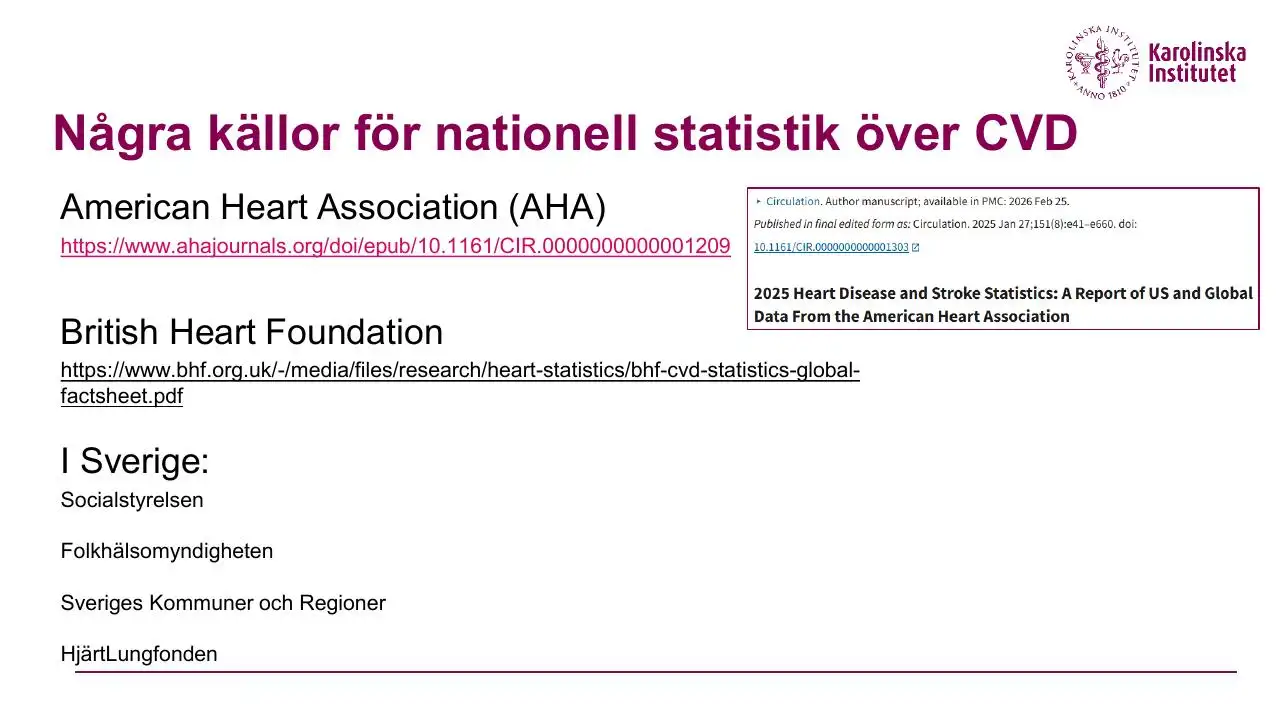 KAROLINSKA INSTITUTET ANNO 1810
Karolinska
Institutet
Några källor för nationell statistik över CVD
American Heart Association (AHA)
https://www.ahajournals.org/doi/epub/10.1161/CIR.0000000000001209
‣ Circulation. Author manuscript; available in PMC: 2026 Feb 25.
Published in final edited form as: Circulation. 2025 Jan 27;151(8):e41–e660. doi:
10.1161/CIR.0000000000001303
2025 Heart Disease and Stroke Statistics: A Report of US and Global
Data From the American Heart Association
British Heart Foundation
https://www.bhf.org.uk/-/media/files/research/heart-statistics/bhf-cvd-statistics-global-
factsheet.pdf
I Sverige:
Socialstyrelsen
Folkhälsomyndigheten
Sveriges Kommuner och Regioner
HjärtLungfonden